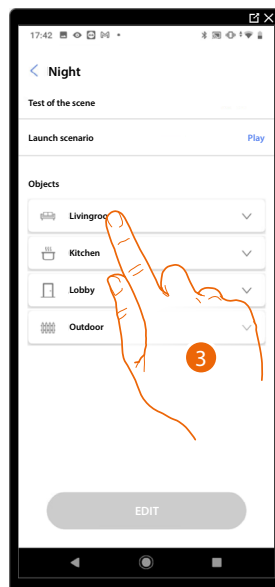 17:42
Night
Test of the scene
Launch scenario Play
Objects
Livingroo
Kitchen
Lobby
Outdoor
3
EDIT